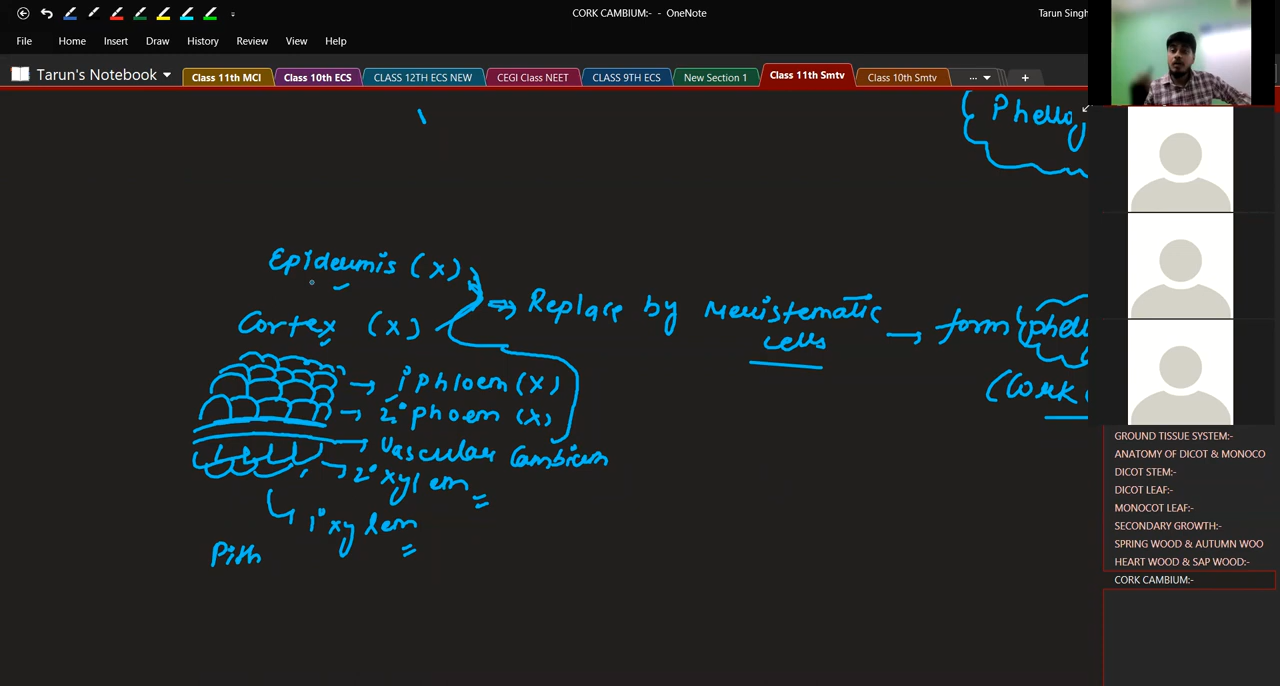 CORK CAMBIUM:- - OneNote
Tarun Singh
File Home Insert Draw History Review View Help
Tarun's Notebook
Class 11th MCI Class 10th ECS CLASS 12TH ECS NEW CEGI Class NEET CLASS 9TH ECS New Section 1 Class 11th Smtv Class 10th Smtv ... +
Phellog
Epidermis (x)
Replace by Meristematic cells → form phell
Cortex (x)
(Cork
→ 1° phloem (x)
→ 2° phoem (x)
→ Vascular Cambium
→ 2° xylem
1° xylem
Pith
GROUND TISSUE SYSTEM:-
ANATOMY OF DICOT & MONOCO
DICOT STEM:-
DICOT LEAF:-
MONOCOT LEAF:-
SECONDARY GROWTH:-
SPRING WOOD & AUTUMN WOO
HEART WOOD & SAP WOOD:-
CORK CAMBIUM:-